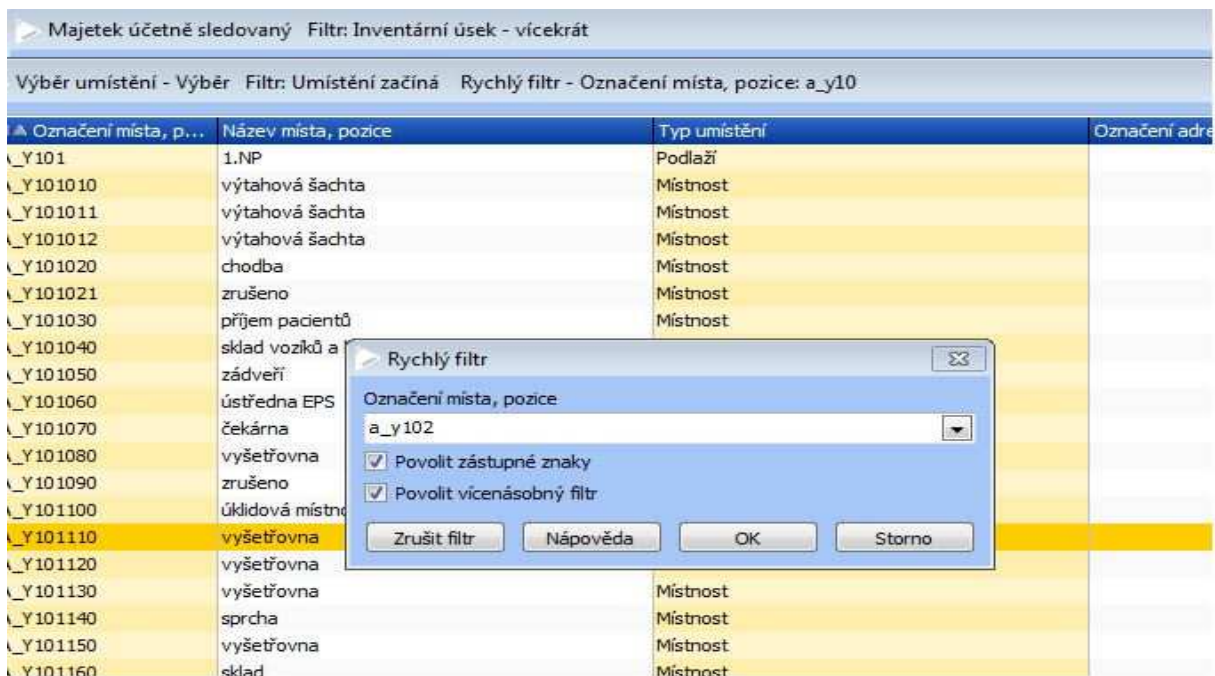 Majetek účetně sledovaný Filtr: Inventární úsek - vícekrát
Výběr umístění - Výběr Filtr: Umístění začíná Rychlý filtr - Označení místa, pozice: a_y10
Označení místa, p... Název místa, pozice Typ umístění Označení adre
A_Y101 1.NP Podlaží
_Y101010 výtahová šachta Místnost
_Y101011 výtahová šachta Místnost
_Y101012 výtahová šachta Místnost
_Y101020 chodba Místnost
_Y101021 zrušeno Místnost
_Y101030 příjem pacientů Místnost
_Y101040 sklad vozíků a
_Y101050 zádveří
_Y101060 ústředna EPS
_Y101070 čekárna
_Y101080 vyšetřovna
_Y101090 zrušeno
_Y101100 úklidová místno
_Y101110 vyšetřovna
_Y101120 vyšetřovna
_Y101130 vyšetřovna Místnost
_Y101140 sprcha Místnost
_Y101150 vyšetřovna Místnost
_Y101160 sklad Místnost
Rychlý filtr
Označení místa, pozice
a_y102
Povolit zástupné znaky
Povolit vícenásobný filtr
Zrušit filtr Nápověda OK Storno